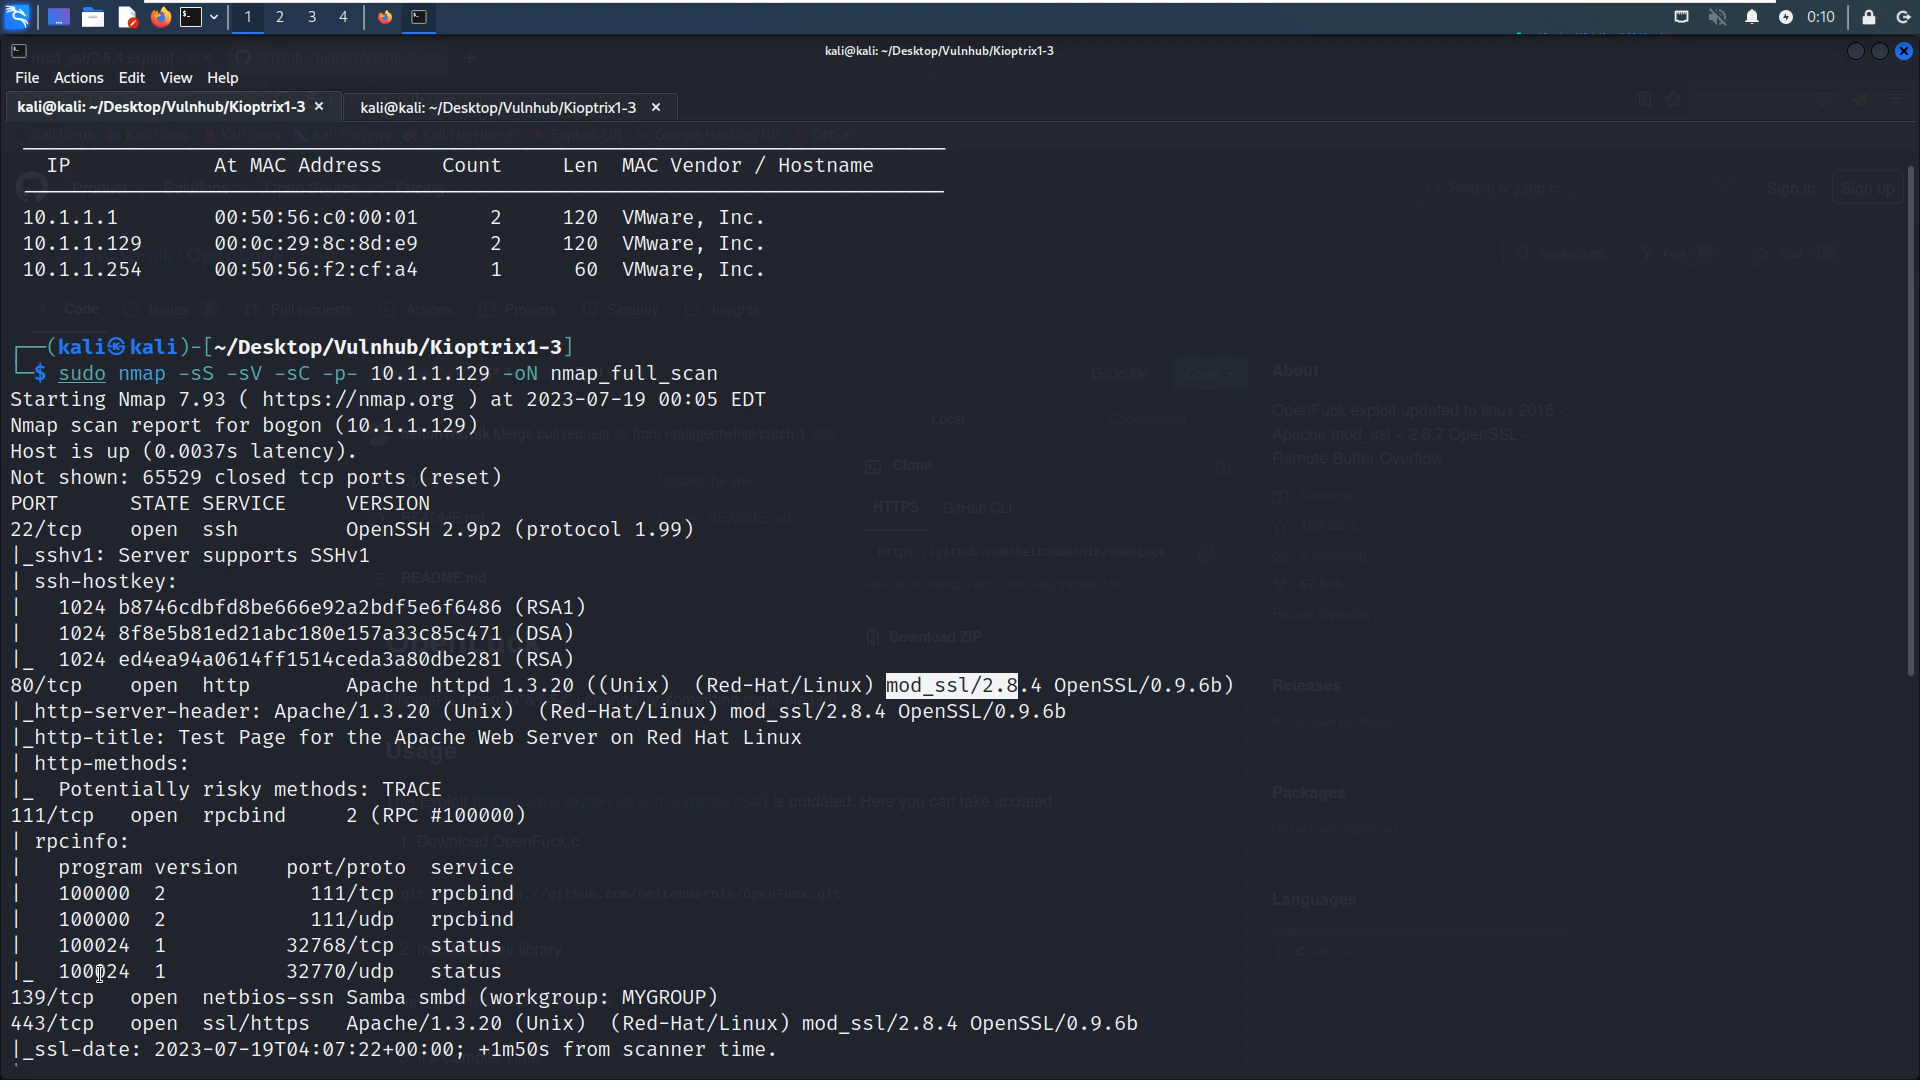 1 2 3 4 0:10
kali@kali: ~/Desktop/Vulnhub/Kioptrix1-3
File Actions Edit View Help
kali@kali: ~/Desktop/Vulnhub/Kioptrix1-3 × kali@kali: ~/Desktop/Vulnhub/Kioptrix1-3 ×
IP At MAC Address Count Len MAC Vendor / Hostname
10.1.1.1 00:50:56:c0:00:01 2 120 VMware, Inc.
10.1.1.129 00:0c:29:8c:8d:e9 2 120 VMware, Inc.
10.1.1.254 00:50:56:f2:cf:a4 1 60 VMware, Inc.
┌──(kali㉿kali)-[~/Desktop/Vulnhub/Kioptrix1-3]
└─$ sudo nmap -sS -sV -sC -p- 10.1.1.129 -oN nmap_full_scan
Starting Nmap 7.93 ( https://nmap.org ) at 2023-07-19 00:05 EDT
Nmap scan report for bogon (10.1.1.129)
Host is up (0.0037s latency).
Not shown: 65529 closed tcp ports (reset)
PORT STATE SERVICE VERSION
22/tcp open ssh OpenSSH 2.9p2 (protocol 1.99)
|_sshv1: Server supports SSHv1
| ssh-hostkey:
| 1024 b8746cdbfd8be666e92a2bdf5e6f6486 (RSA1)
| 1024 8f8e5b81ed21abc180e157a33c85c471 (DSA)
|_ 1024 ed4ea94a0614ff1514ceda3a80dbe281 (RSA)
80/tcp open http Apache httpd 1.3.20 ((Unix) (Red-Hat/Linux) mod_ssl/2.8.4 OpenSSL/0.9.6b)
|_http-server-header: Apache/1.3.20 (Unix) (Red-Hat/Linux) mod_ssl/2.8.4 OpenSSL/0.9.6b
|_http-title: Test Page for the Apache Web Server on Red Hat Linux
| http-methods:
|_ Potentially risky methods: TRACE
111/tcp open rpcbind 2 (RPC #100000)
| rpcinfo:
| program version port/proto service
| 100000 2 111/tcp rpcbind
| 100000 2 111/udp rpcbind
| 100024 1 32768/tcp status
|_ 100024 1 32770/udp status
139/tcp open netbios-ssn Samba smbd (workgroup: MYGROUP)
443/tcp open ssl/https Apache/1.3.20 (Unix) (Red-Hat/Linux) mod_ssl/2.8.4 OpenSSL/0.9.6b
|_ssl-date: 2023-07-19T04:07:22+00:00; +1m50s from scanner time.